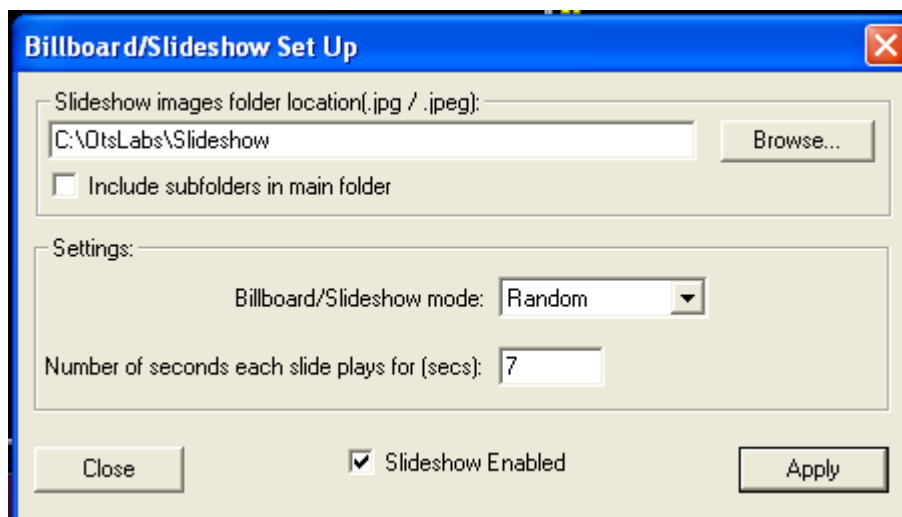 Billboard/Slideshow Set Up
Slideshow images folder location(.jpg / .jpeg):
C:\OtsLabs\Slideshow
Browse...
Include subfolders in main folder
Settings:
Billboard/Slideshow mode: Random
Number of seconds each slide plays for (secs): 7
Close
Slideshow Enabled
Apply